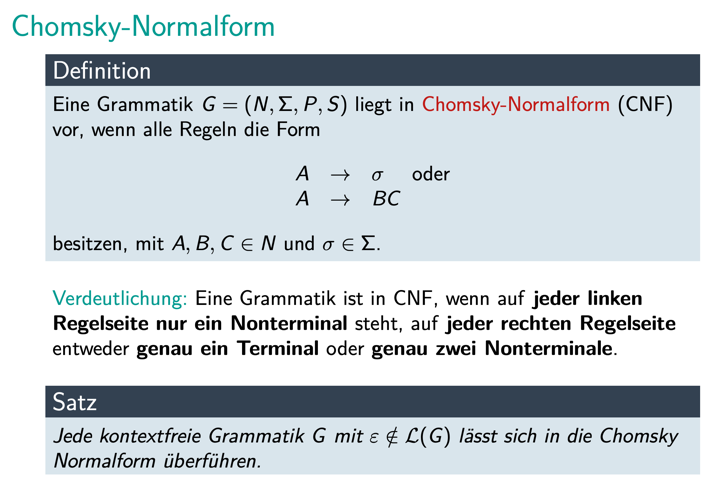 Chomsky-Normalform
Definition
Eine Grammatik G = (N, Σ, P, S) liegt in Chomsky-Normalform (CNF)
vor, wenn alle Regeln die Form
A → σ oder
A → BC
besitzen, mit A, B, C ∈ N und σ ∈ Σ.
Verdeutlichung: Eine Grammatik ist in CNF, wenn auf jeder linken
Regelseite nur ein Nonterminal steht, auf jeder rechten Regelseite
entweder genau ein Terminal oder genau zwei Nonterminale.
Satz
Jede kontextfreie Grammatik G mit ε ∉ L(G) lässt sich in die Chomsky
Normalform überführen.